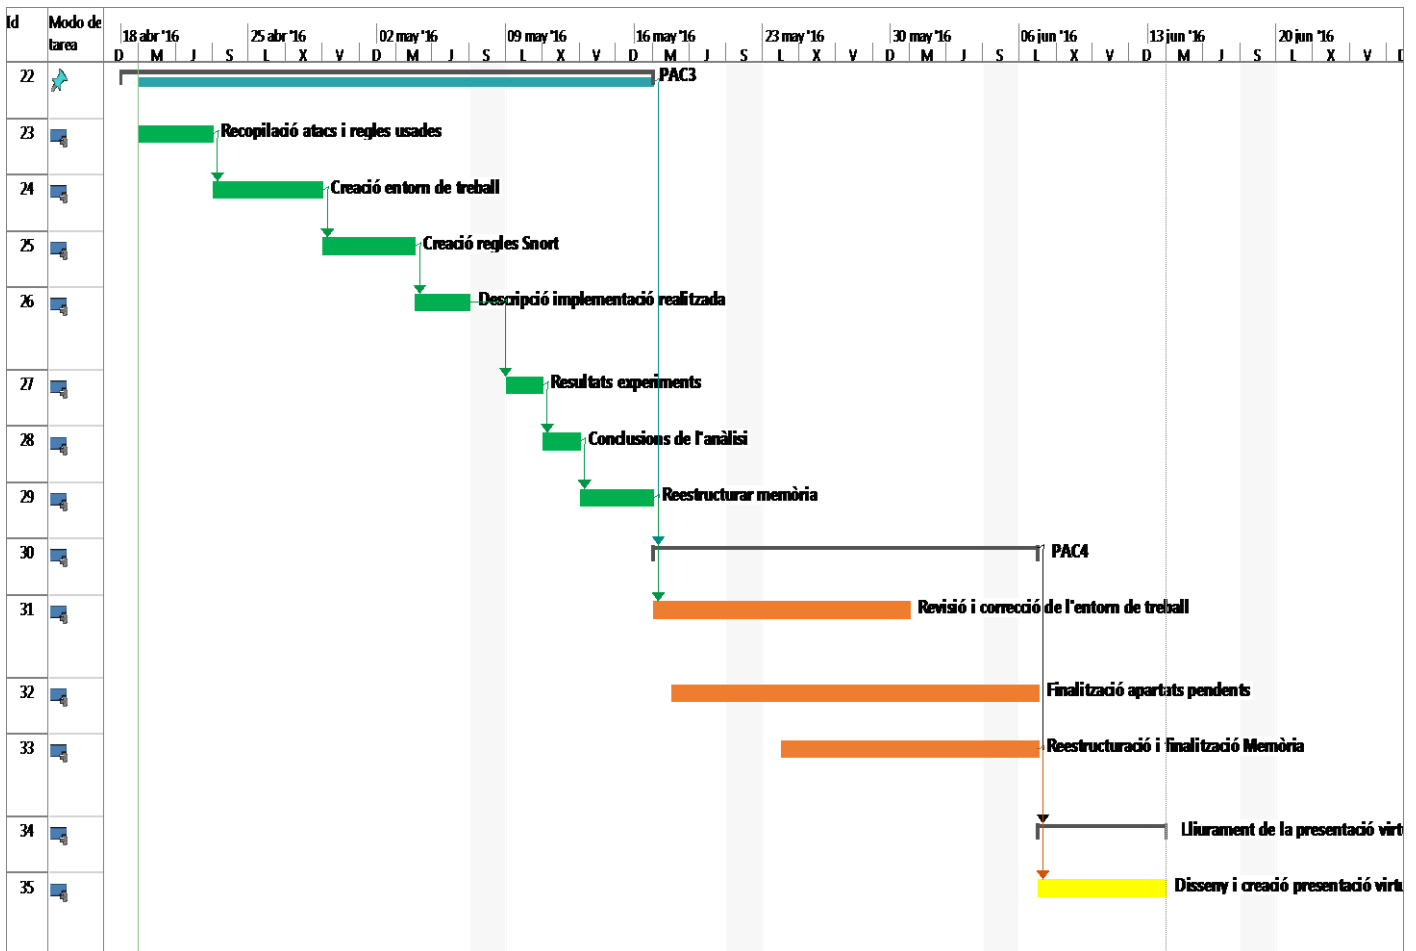 Id Modo de tarea
18 abr '16 25 abr '16 02 may '16 09 may '16 16 may '16 23 may '16 30 may '16 06 jun '16 13 jun '16 20 jun '16
D M J S L X V D M J S L X V D M J S L X V D M J S L X V D M J S L X V
22 PAC3
23 Recopilació atacs i regles usades
24 Creació entorn de treball
25 Creació regles Snort
26 Descripció implementació realitzada
27 Resultats experiments
28 Conclusions de l'anàlisi
29 Reestructurar memòria
30 PAC4
31 Revisió i correcció de l'entorn de treball
32 Finalització apartats pendents
33 Reestructuració i finalització Memòria
34 Lliurament de la presentació virt
35 Disseny i creació presentació virtu